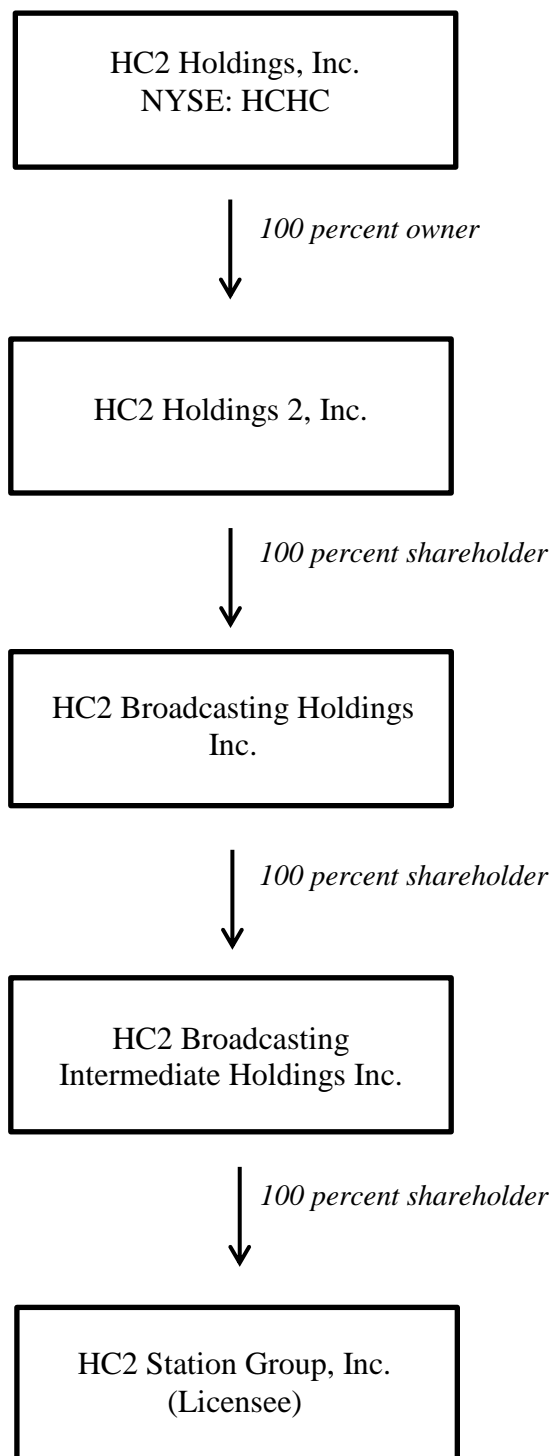 HC2 Holdings, Inc.
NYSE: HCHC
100 percent owner
HC2 Holdings 2, Inc.
100 percent shareholder
HC2 Broadcasting Holdings
Inc.
100 percent shareholder
HC2 Broadcasting
Intermediate Holdings Inc.
100 percent shareholder
HC2 Station Group, Inc.
(Licensee)